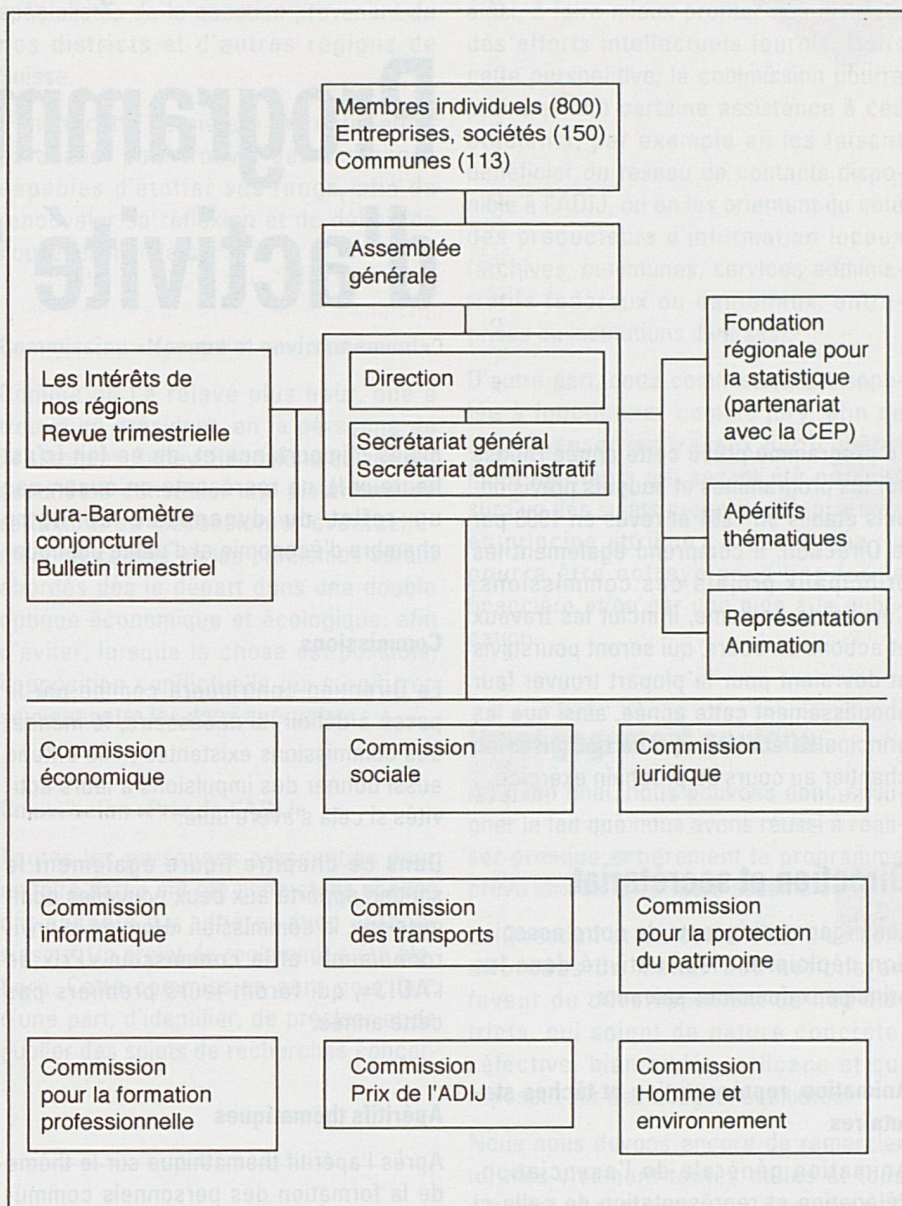 Membres individuels (800)
Entreprises, sociétés (150)
Communes (113)
Assemblée
générale
Les Intérêts de
nos régions
Revue trimestrielle
Direction
Fondation
régionale pour
la statistique
(partenariat
avec la CEP)
Secrétariat général
Secrétariat administratif
Jura-Baromètre
conjoncturel
Bulletin trimestriel
Apéritifs
thématiques
Représentation
Animation
Commission
économique
Commission
sociale
Commission
juridique
Commission
informatique
Commission
des transports
Commission
pour la protection
du patrimoine
Commission
pour la formation
professionnelle
Commission
Prix de l'ADIJ
Commission
Homme et
environnement